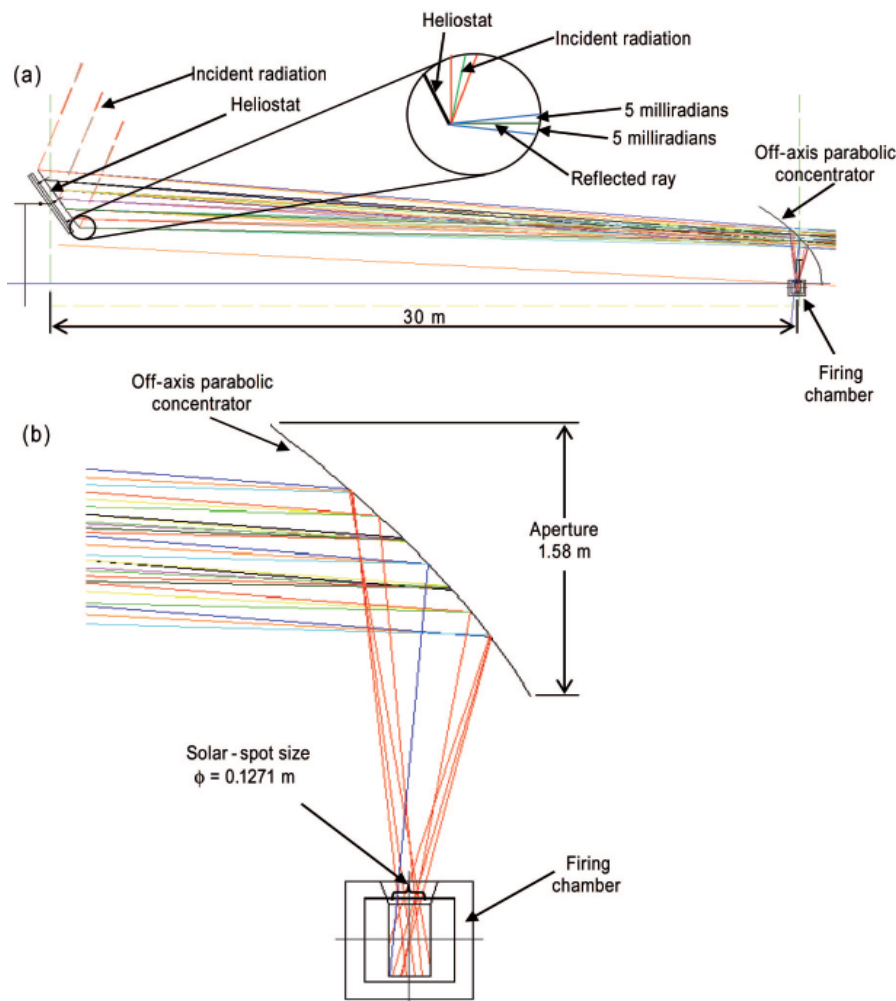 Heliostat
Incident radiation
(a)
Incident radiation
Heliostat
5 milliradians
5 milliradians
Reflected ray
Off-axis parabolic
concentrator
30 m
Firing
chamber
Off-axis parabolic
concentrator
(b)
Aperture
1.58 m
Solar - spot size
ϕ = 0.1271 m
Firing
chamber